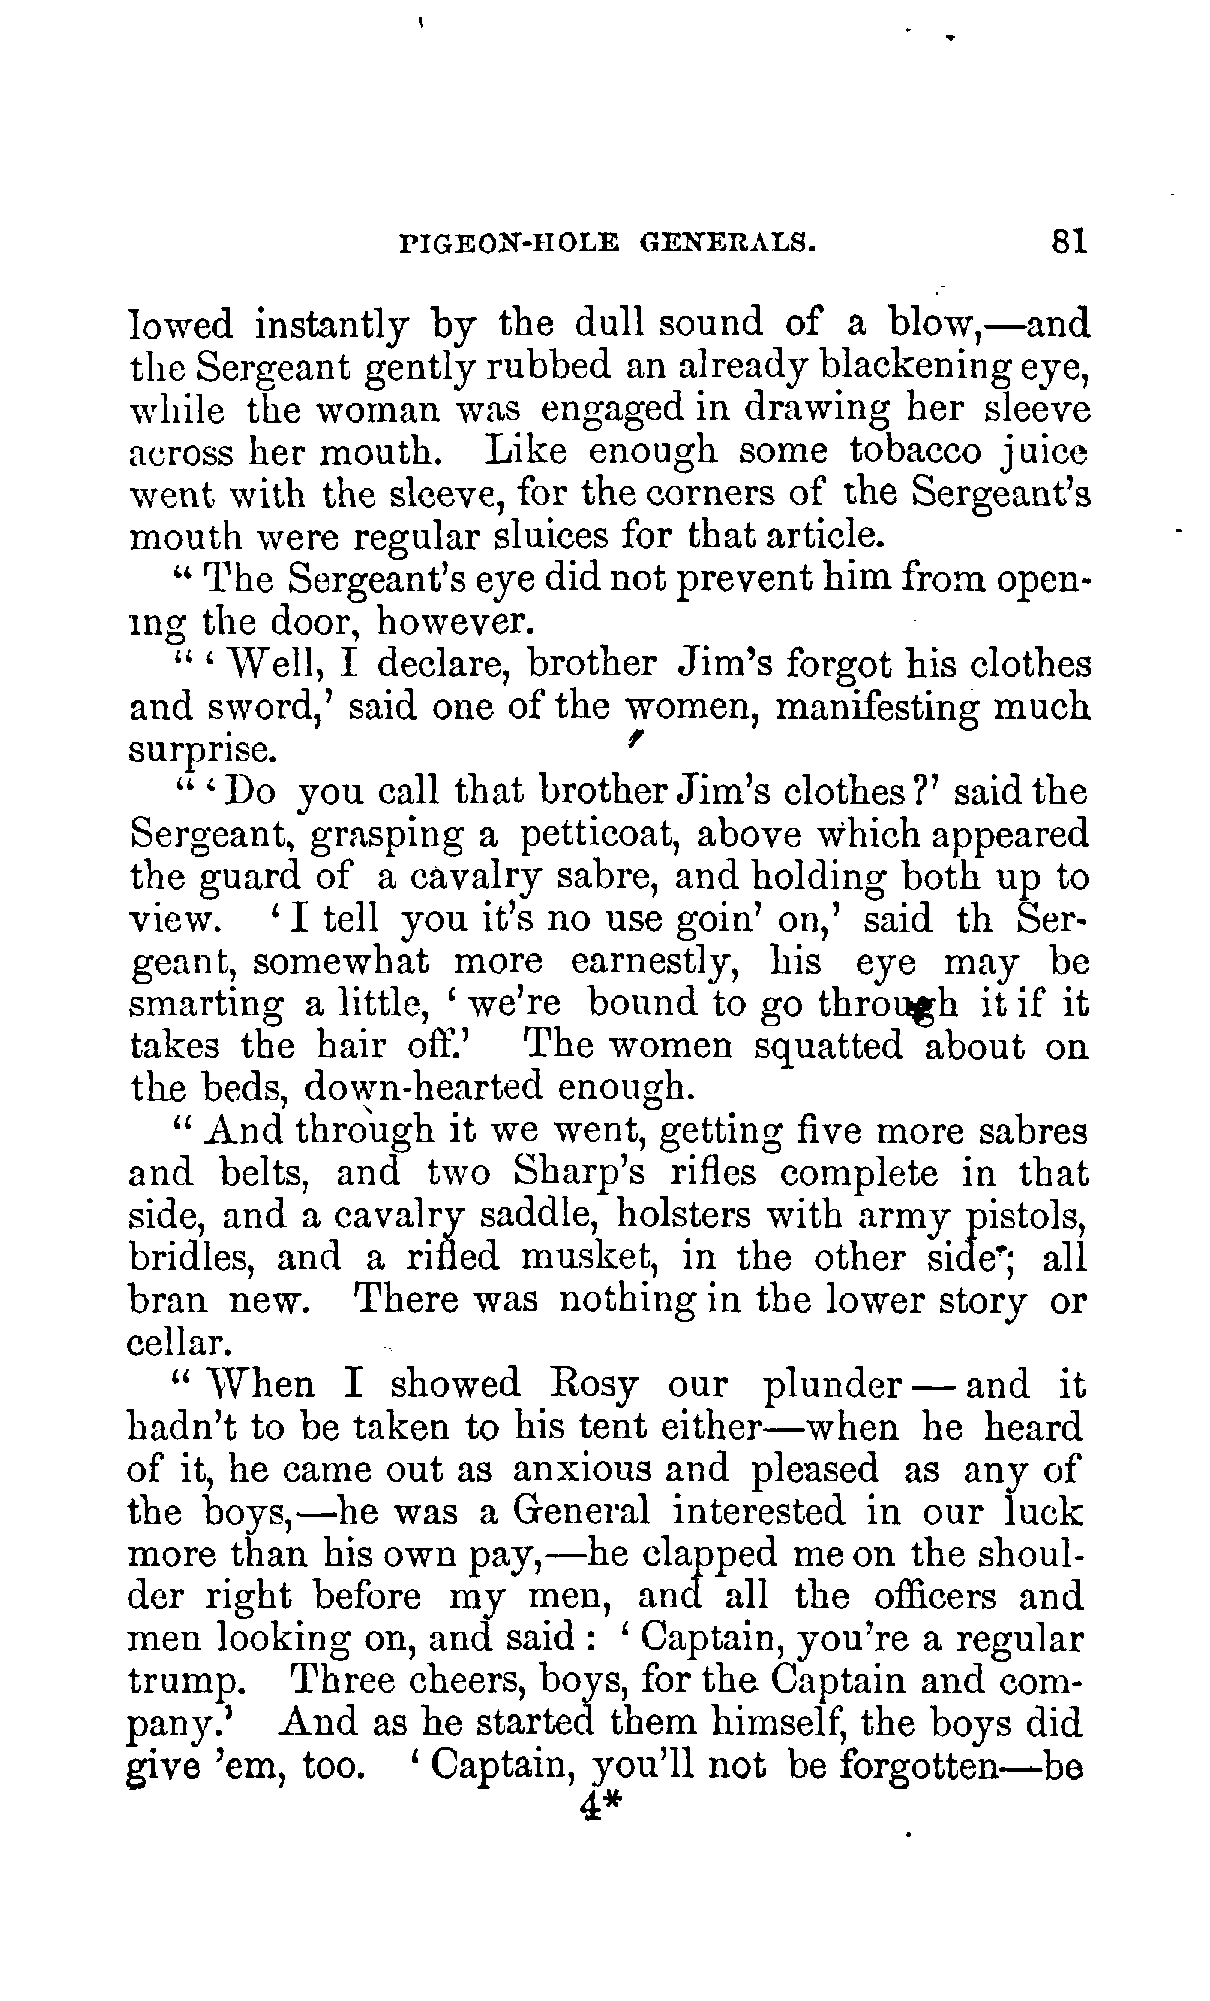 PIGEON-HOLE GENERALS. 81
lowed instantly by the dull sound of a blow,—and
the Sergeant gently rubbed an already blackening eye,
while the woman was engaged in drawing her sleeve
across her mouth. Like enough some tobacco juice
went with the sleeve, for the corners of the Sergeant's
mouth were regular sluices for that article.
“ The Sergeant's eye did not prevent him from open-
ing the door, however.
“ ‘ Well, I declare, brother Jim's forgot his clothes
and sword,’ said one of the women, manifesting much
surprise.
“ ‘ Do you call that brother Jim's clothes?’ said the
Sergeant, grasping a petticoat, above which appeared
the guard of a cavalry sabre, and holding both up to
view. ‘ I tell you it's no use goin’ on,’ said th Ser-
geant, somewhat more earnestly, his eye may be
smarting a little, ‘ we're bound to go through it if it
takes the hair off.’ The women squatted about on
the beds, down-hearted enough.
“ And through it we went, getting five more sabres
and belts, and two Sharp's rifles complete in that
side, and a cavalry saddle, holsters with army pistols,
bridles, and a rifled musket, in the other side; all
bran new. There was nothing in the lower story or
cellar.
“ When I showed Rosy our plunder — and it
hadn't to be taken to his tent either—when he heard
of it, he came out as anxious and pleased as any of
the boys,—he was a General interested in our luck
more than his own pay,—he clapped me on the shoul-
der right before my men, and all the officers and
men looking on, and said : ‘ Captain, you're a regular
trump. Three cheers, boys, for the Captain and com-
pany.’ And as he started them himself, the boys did
give ’em, too. ‘ Captain, you'll not be forgotten—be
4*